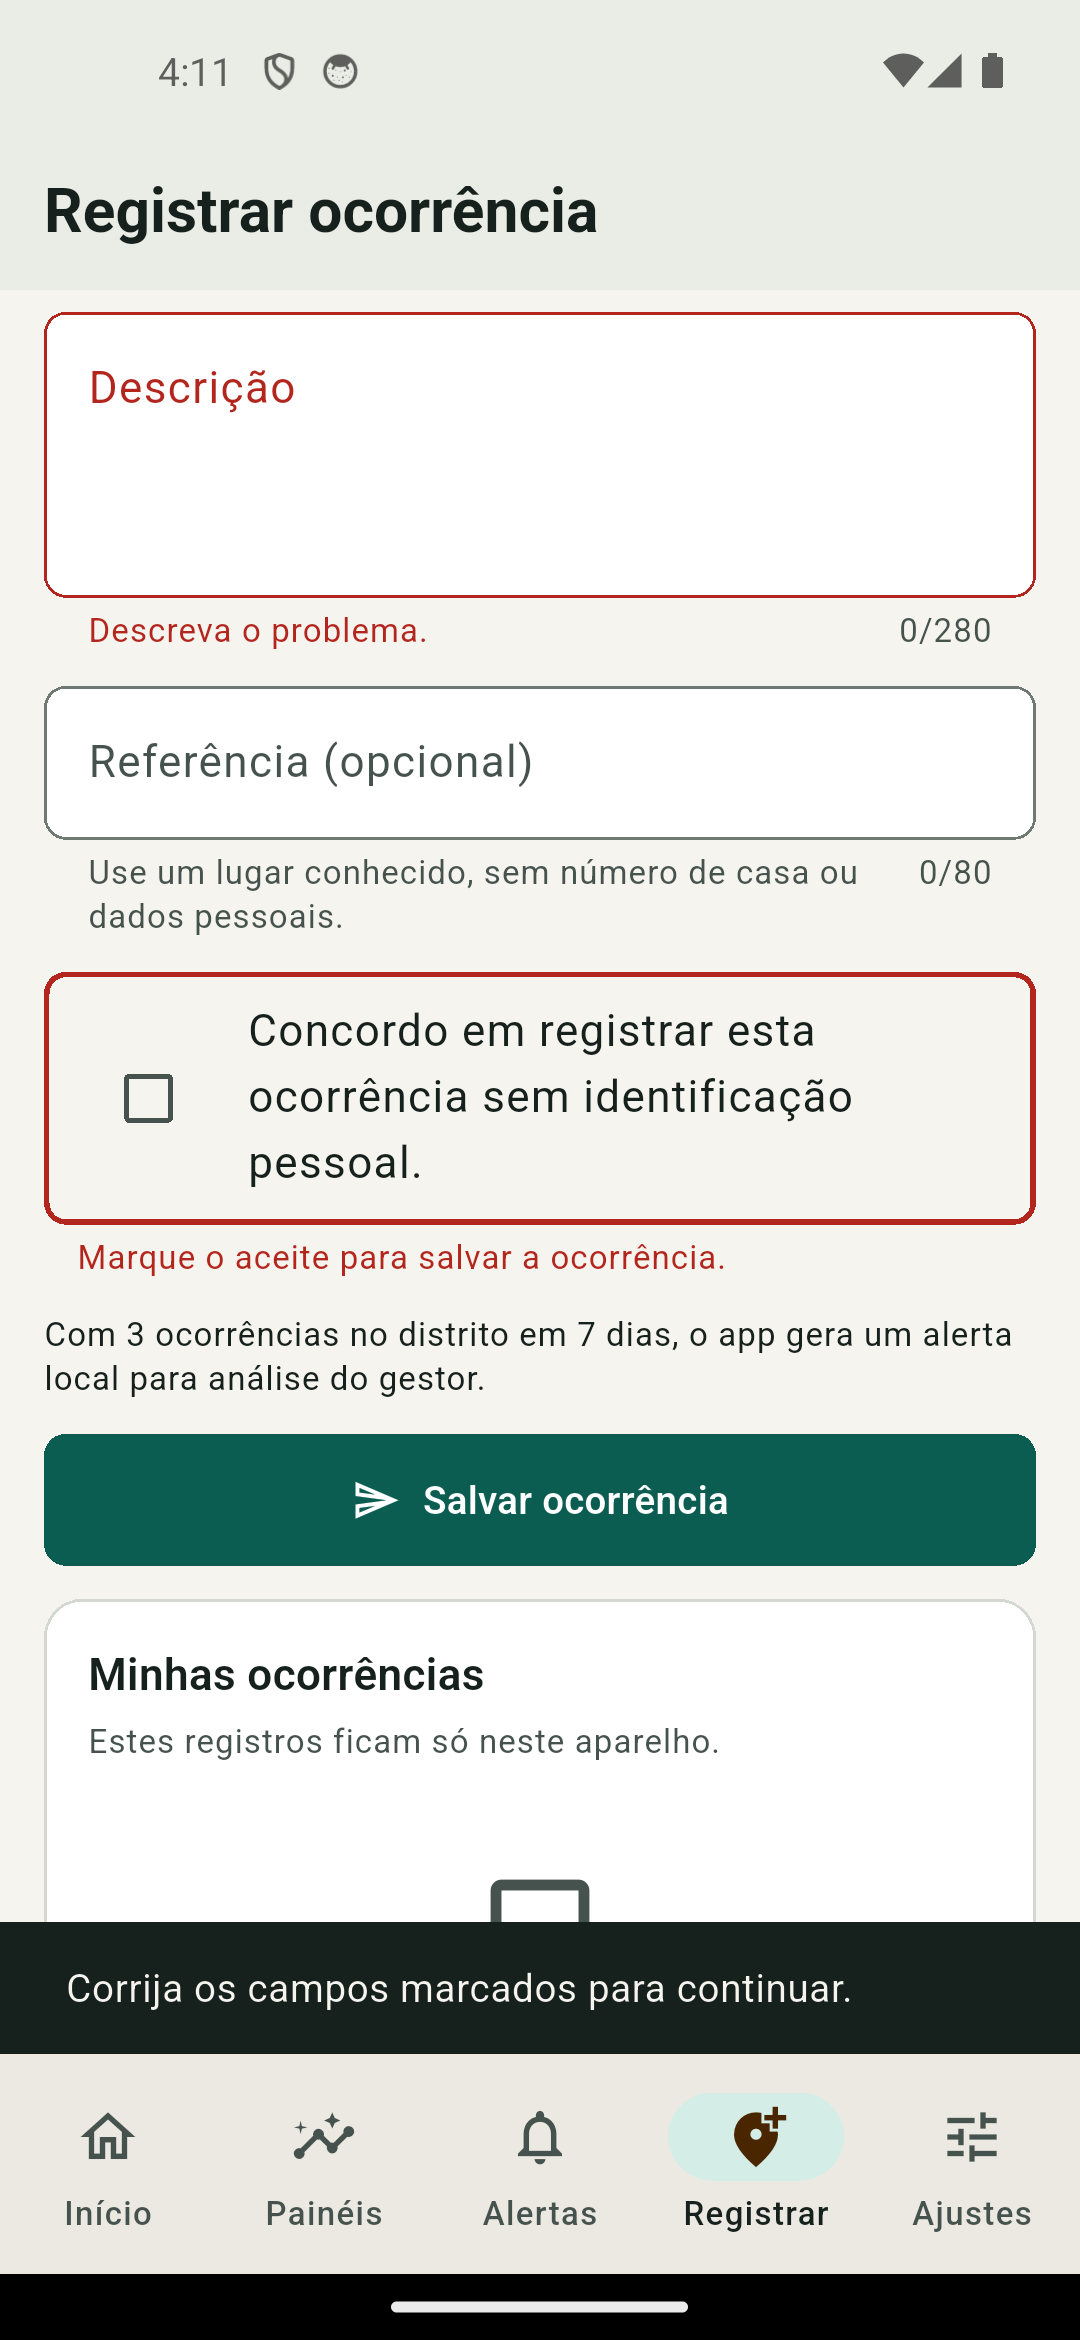 4:11
Registrar ocorrência
Descrição
Descreva o problema.
0/280
Referência (opcional)
Use um lugar conhecido, sem número de casa ou
0/80
dados pessoais.
Concordo em registrar esta
ocorrência sem identificação
pessoal.
Marque o aceite para salvar a ocorrência.
Com 3 ocorrências no distrito em 7 dias, o app gera um alerta
local para análise do gestor.
Salvar ocorrência
Minhas ocorrências
Estes registros ficam só neste aparelho.
Corrija os campos marcados para continuar.
Início
Painéis
Alertas
Registrar
Ajustes